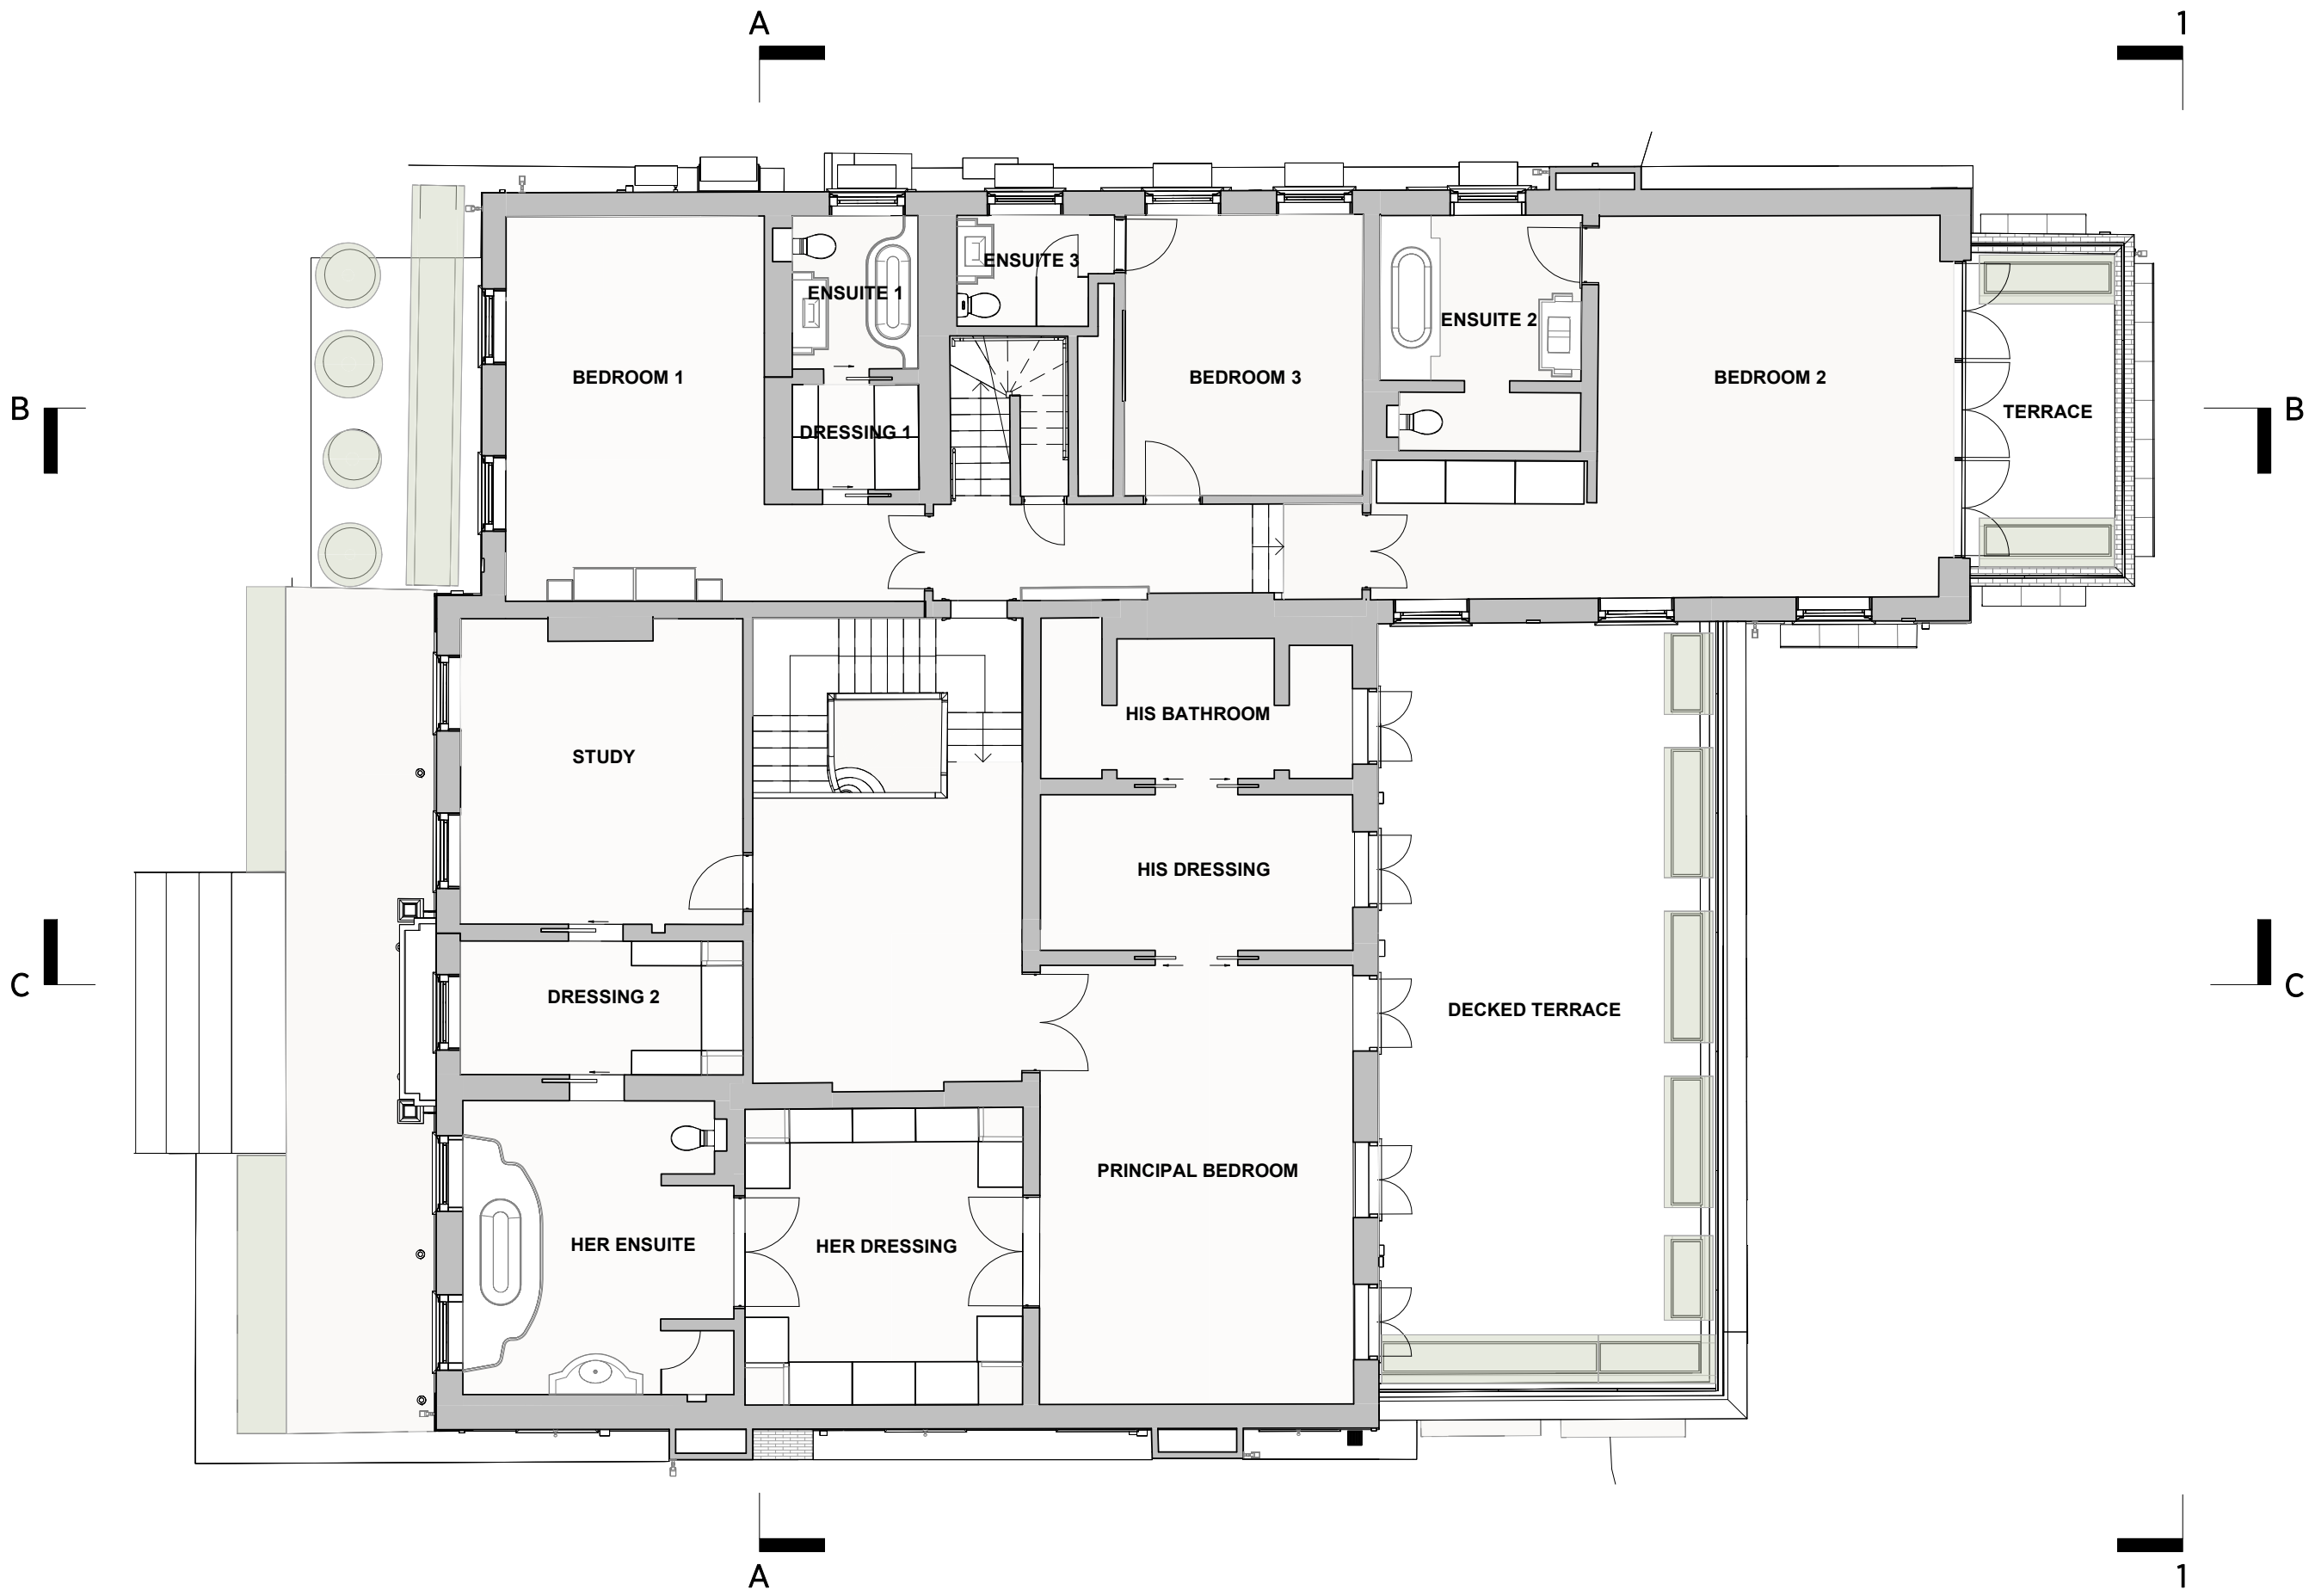 A
1
ENSUITE 3
ENSUITE 1
ENSUITE 2
BEDROOM 1
BEDROOM 3
BEDROOM 2
B
B
TERRACE
DRESSING 1
HIS BATHROOM
STUDY
HIS DRESSING
C
C
DRESSING 2
DECKED TERRACE
PRINCIPAL BEDROOM
HER ENSUITE
HER DRESSING
A
1